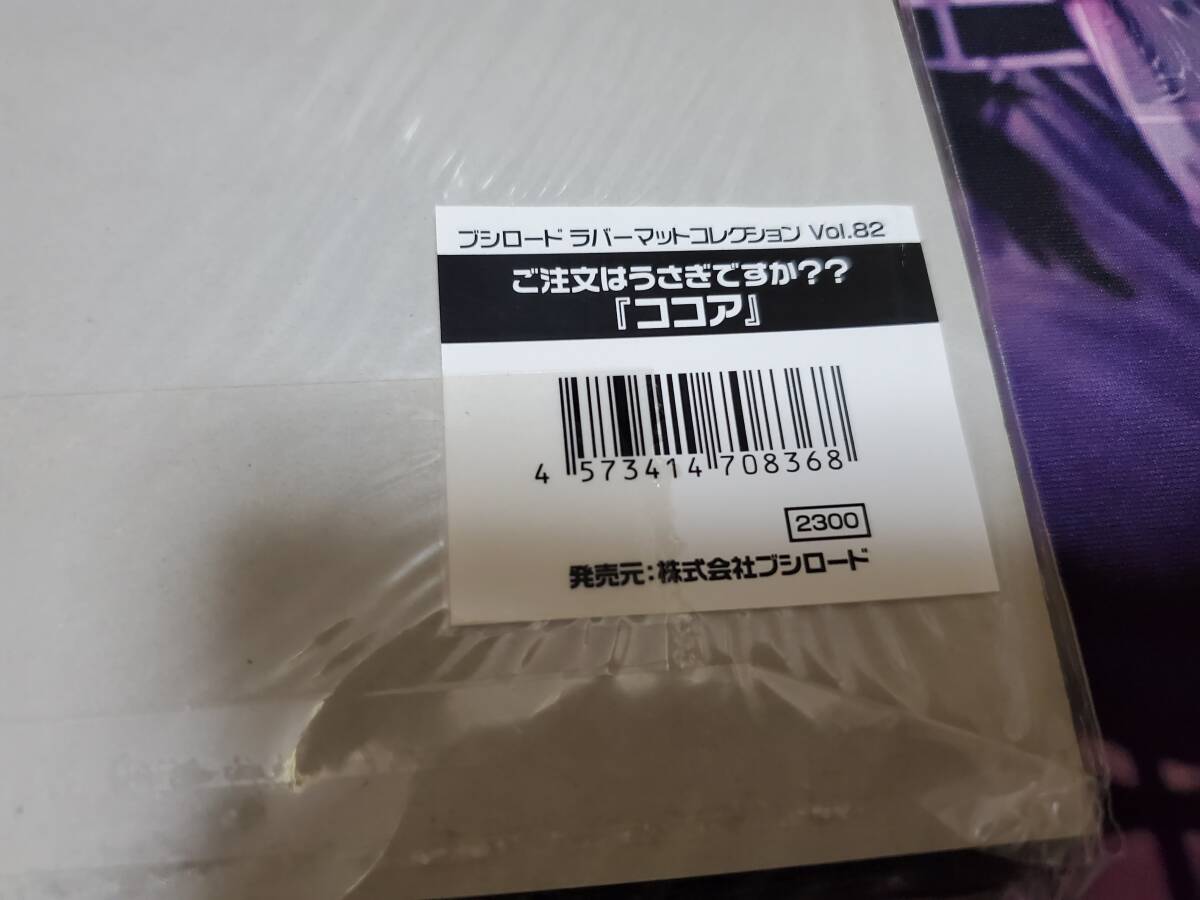 ブシロード ラバーマットコレクション Vol.82
ご注文はうさぎですか??
『ココア』
4 573414 708368
2300
発売元:株式会社ブシロード